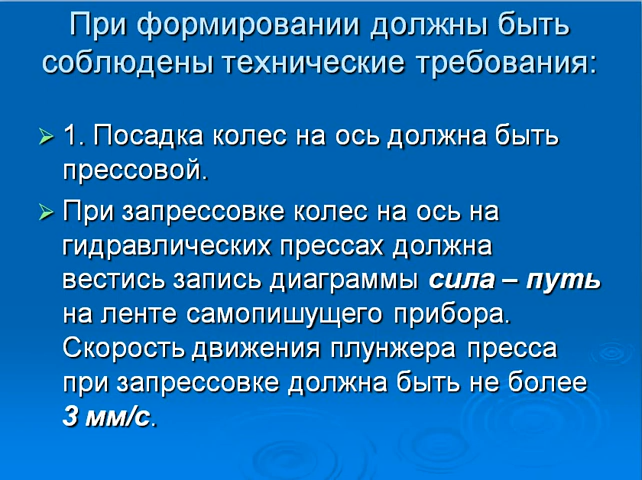 При формировании должны быть
соблюдены технические требования:
1. Посадка колес на ось должна быть
прессовой.
При запрессовке колес на ось на
гидравлических прессах должна
вестись запись диаграммы сила – путь
на ленте самопишущего прибора.
Скорость движения плунжера пресса
при запрессовке должна быть не более
3 мм/с.